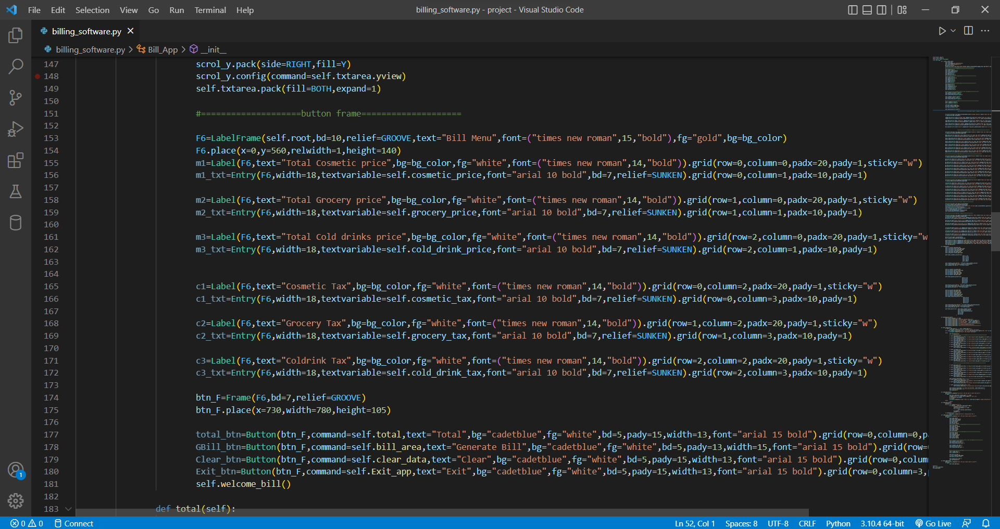 File Edit Selection View Go Run Terminal Help
billing_software.py - project - Visual Studio Code
billing_software.py
billing_software.py > Bill_App > __init__
147 scrol_y.pack(side=RIGHT,fill=Y)
148 scrol_y.config(command=self.txtarea.yview)
149 self.txtarea.pack(fill=BOTH,expand=1)
150
151 #====================button frame====================
152
153 F6=LabelFrame(self.root,bd=10,relief=GROOVE,text="Bill Menu",font=("times new roman",15,"bold"),fg="gold",bg=bg_color)
154 F6.place(x=0,y=560,relwidth=1,height=140)
155 m1=Label(F6,text="Total Cosmetic price",bg=bg_color,fg="white",font=("times new roman",14,"bold")).grid(row=0,column=0,padx=20,pady=1,sticky="w")
156 m1_txt=Entry(F6,width=18,textvariable=self.cosmetic_price,font="arial 10 bold",bd=7,relief=SUNKEN).grid(row=0,column=1,padx=10,pady=1)
157
158 m2=Label(F6,text="Total Grocery price",bg=bg_color,fg="white",font=("times new roman",14,"bold")).grid(row=1,column=0,padx=20,pady=1,sticky="w")
159 m2_txt=Entry(F6,width=18,textvariable=self.grocery_price,font="arial 10 bold",bd=7,relief=SUNKEN).grid(row=1,column=1,padx=10,pady=1)
160
161 m3=Label(F6,text="Total Cold drinks price",bg=bg_color,fg="white",font=("times new roman",14,"bold")).grid(row=2,column=0,padx=20,pady=1,sticky="w
162 m3_txt=Entry(F6,width=18,textvariable=self.cold_drink_price,font="arial 10 bold",bd=7,relief=SUNKEN).grid(row=2,column=1,padx=10,pady=1)
163
164
165 c1=Label(F6,text="Cosmetic Tax",bg=bg_color,fg="white",font=("times new roman",14,"bold")).grid(row=0,column=2,padx=20,pady=1,sticky="w")
166 c1_txt=Entry(F6,width=18,textvariable=self.cosmetic_tax,font="arial 10 bold",bd=7,relief=SUNKEN).grid(row=0,column=3,padx=10,pady=1)
167
168 c2=Label(F6,text="Grocery Tax",bg=bg_color,fg="white",font=("times new roman",14,"bold")).grid(row=1,column=2,padx=20,pady=1,sticky="w")
169 c2_txt=Entry(F6,width=18,textvariable=self.grocery_tax,font="arial 10 bold",bd=7,relief=SUNKEN).grid(row=1,column=3,padx=10,pady=1)
170
171 c3=Label(F6,text="Coldrink Tax",bg=bg_color,fg="white",font=("times new roman",14,"bold")).grid(row=2,column=2,padx=20,pady=1,sticky="w")
172 c3_txt=Entry(F6,width=18,textvariable=self.cold_drink_tax,font="arial 10 bold",bd=7,relief=SUNKEN).grid(row=2,column=3,padx=10,pady=1)
173
174 btn_F=Frame(F6,bd=7,relief=GROOVE)
175 btn_F.place(x=730,width=780,height=105)
176
177 total_btn=Button(btn_F,command=self.total,text="Total",bg="cadetblue",fg="white",bd=5,pady=15,width=13,font="arial 15 bold").grid(row=0,column=0,p
178 GBill_btn=Button(btn_F,command=self.bill_area,text="Generate Bill",bg="cadetblue",fg="white",bd=5,pady=13,width=15,font="arial 15 bold").grid(row=
179 Clear_btn=Button(btn_F,command=self.clear_data,text="Clear",bg="cadetblue",fg="white",bd=5,pady=15,width=13,font="arial 15 bold").grid(row=0,colum
180 Exit_btn=Button(btn_F,command=self.Exit_app,text="Exit",bg="cadetblue",fg="white",bd=5,pady=15,width=13,font="arial 15 bold").grid(row=0,column=3,
181 self.welcome_bill()
182
183 def total(self):
1
0 0 Connect Ln 52, Col 1 Spaces: 8 UTF-8 CRLF Python 3.10.4 64-bit Go Live